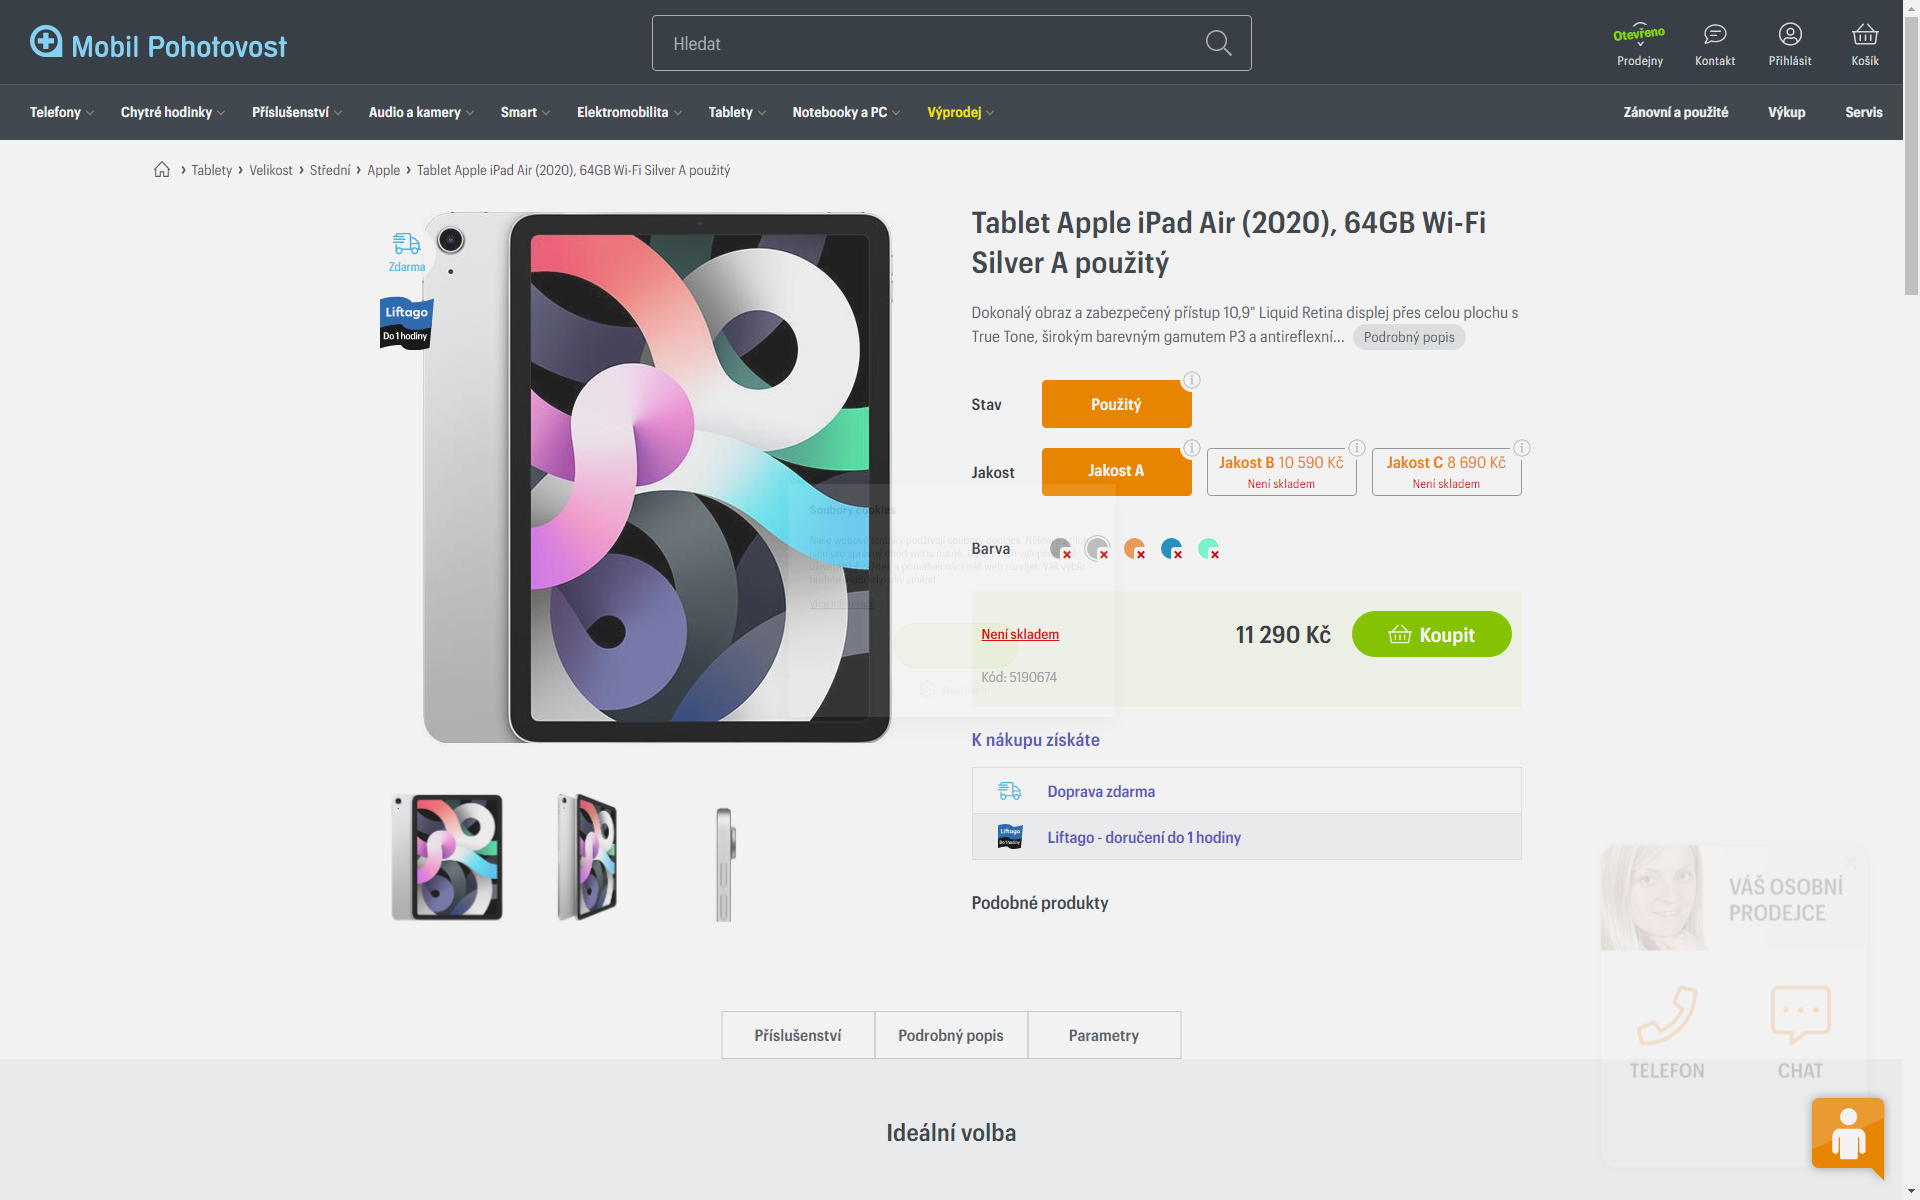 Mobil Pohotovost
Hledat
Otevřeno
Prodejny
Kontakt
Přihlásit
Košík
Telefony
Chytré hodinky
Příslušenství
Audio a kamery
Smart
Elektromobilita
Tablety
Notebooky a PC
Výprodej
Zánovní a použité
Výkup
Servis
› Tablety › Velikost › Střední › Apple › Tablet Apple iPad Air (2020), 64GB Wi-Fi Silver A použitý
Zdarma
Liftago
Do 1 hodiny
Tablet Apple iPad Air (2020), 64GB Wi-Fi
Silver A použitý
Dokonalý obraz a zabezpečený přístup 10,9" Liquid Retina displej přes celou plochu s
True Tone, širokým barevným gamutem P3 a antireflexní... Podrobný popis
Stav
Použitý
Jakost
Jakost A
Jakost B 10 590 Kč
Není skladem
Jakost C 8 690 Kč
Není skladem
Soubory cookies
Barva
Více informací
Není skladem
11 290 Kč
Koupit
Kód: 5190674
K nákupu získáte
Doprava zdarma
Liftago
Do 1 hodiny
Liftago - doručení do 1 hodiny
Podobné produkty
VÁŠ OSOBNÍ
PRODEJCE
TELEFON
CHAT
Příslušenství
Podrobný popis
Parametry
Ideální volba